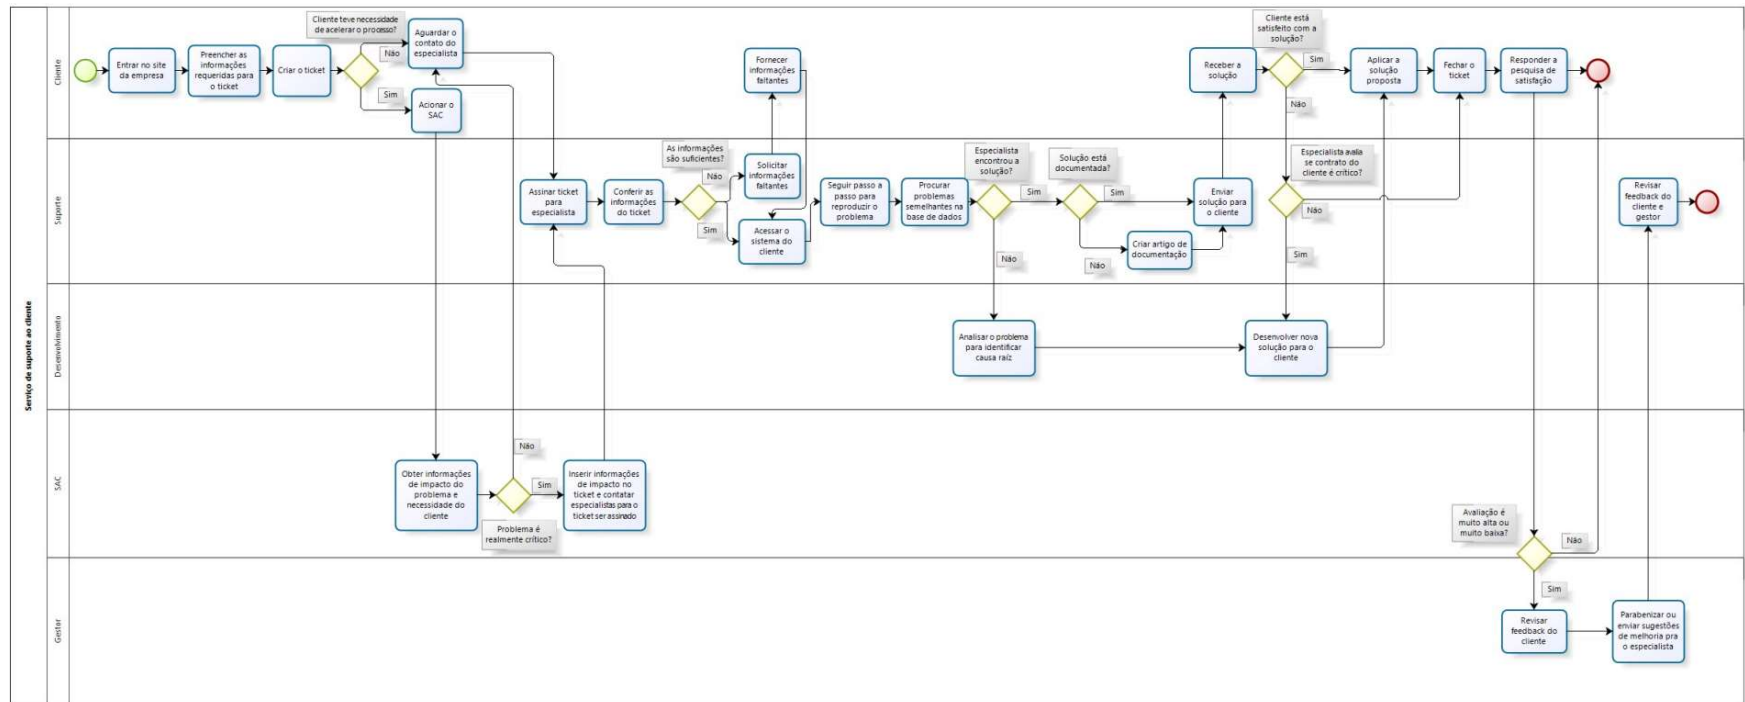 Serviço de suporte ao cliente
Cliente
Entrar no site
da empresa
Preencher as
informações
requeridas para
o ticket
Criar o ticket
Cliente teve necessidade
de acelerar o processo?
Não
Sim
Aguardar o
contato do
especialista
Acionar o
SAC
Fornecer
informações
faltantes
Receber a
solução
Cliente está
satisfeito com a
solução?
Sim
Não
Aplicar a
solução
proposta
Fechar o
ticket
Responder a
pesquisa de
satisfação
Suporte
Assinar ticket
para
especialista
Conferir as
informações
do ticket
As informações
são suficientes?
Não
Sim
Solicitar
informações
faltantes
Acessar o
sistema do
cliente
Seguir passo a
passo para
reproduzir o
problema
Procurar
problemas
semelhantes na
base de dados
Especialista
encontrou a
solução?
Sim
Não
Solução está
documentada?
Sim
Não
Criar artigo de
documentação
Enviar
solução para
o cliente
Especialista avalia
se contrato do
cliente é crítico?
Não
Sim
Revisar
feedback do
cliente e
gestor
Desenvolvimento
Analisar o problema
para identificar
causa raíz
Desenvolver nova
solução para o
cliente
SAC
Obter informações
de impacto do
problema e
necessidade do
cliente
Não
Sim
Problema é
realmente crítico?
Inserir informações
de impacto no
ticket e contatar
especialistas para o
ticket ser assinado
Avaliação é
muito alta ou
muito baixa?
Não
Sim
Gestor
Revisar
feedback do
cliente
Parabenizar ou
enviar sugestões
de melhoria pra
o especialista